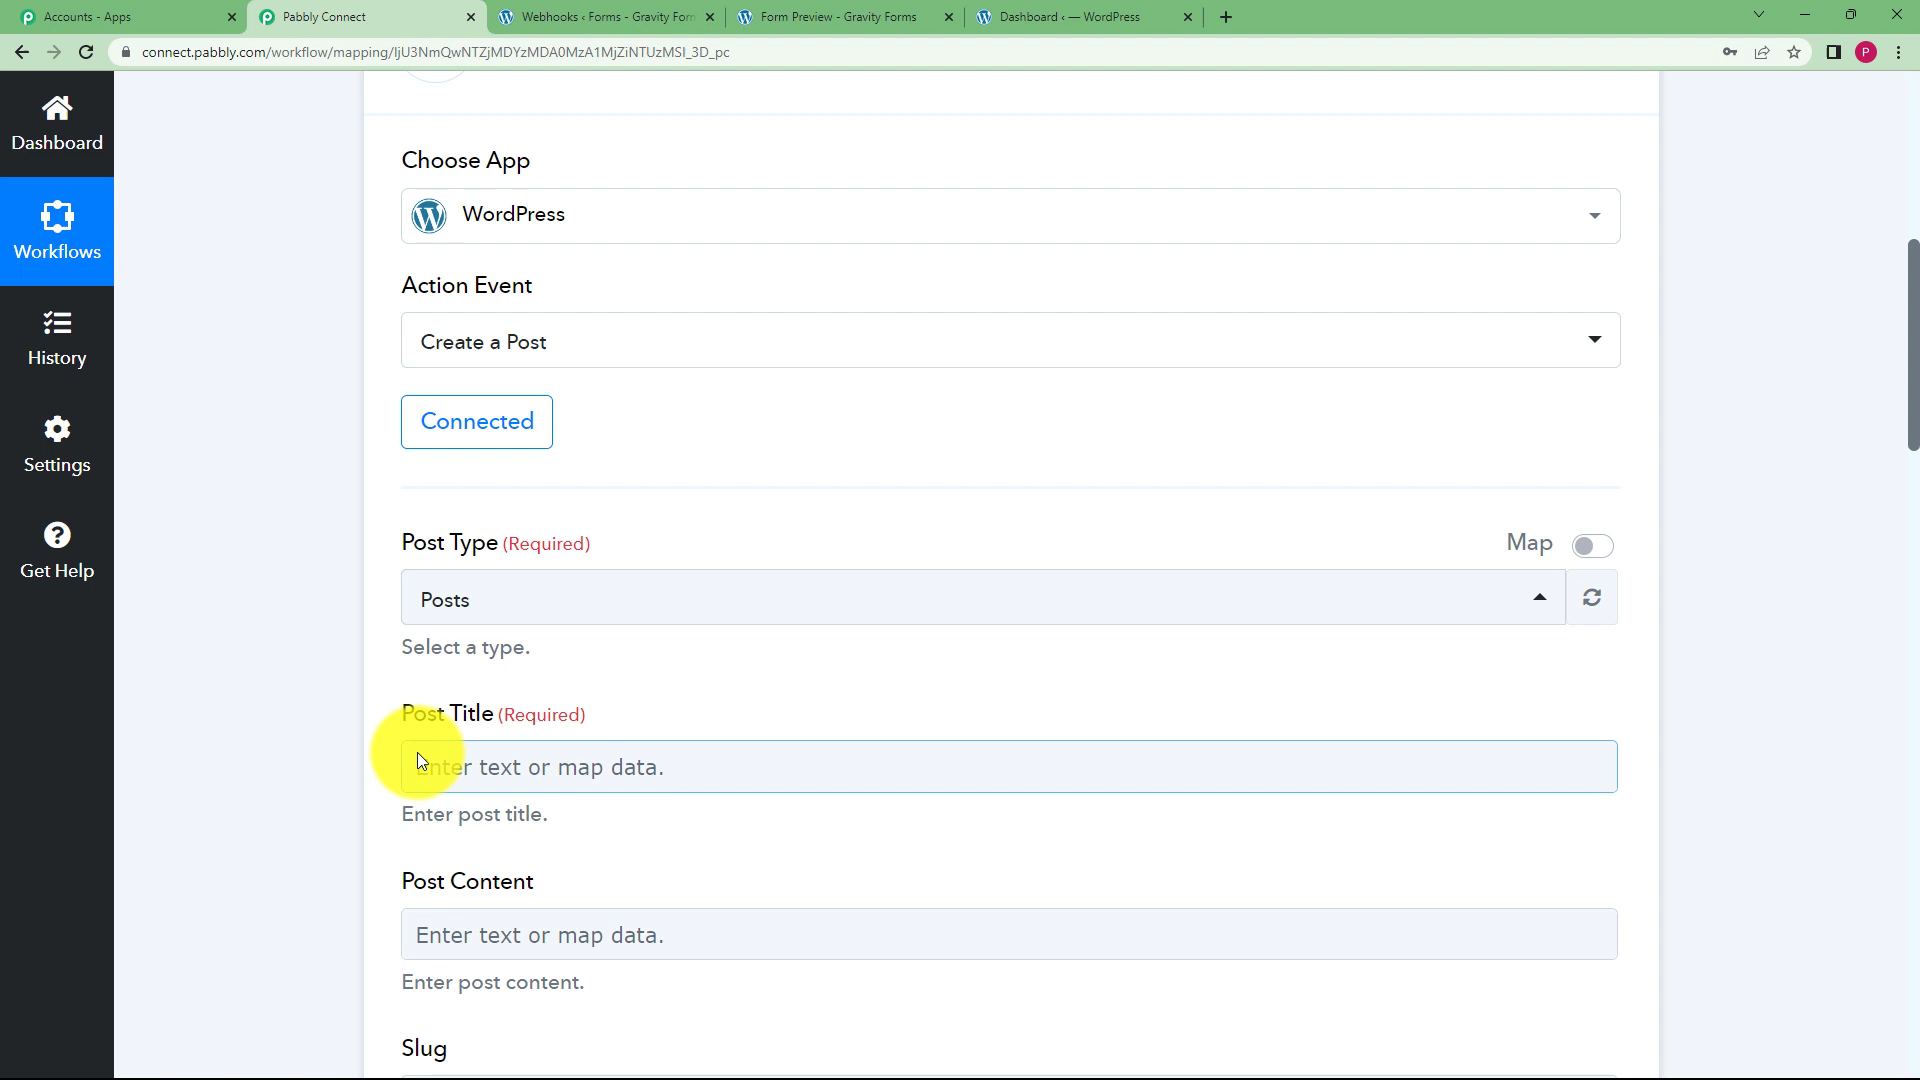 Accounts - Apps
Pabbly Connect
Webhooks ‹ Forms - Gravity Forn
Form Preview - Gravity Forms
Dashboard ‹ — WordPress
connect.pabbly.com/workflow/mapping/IjU3NmQwNTZjMDYzMDA0MzA1MjZiNTUzMSI_3D_pc
P
Dashboard
Workflows
History
Settings
Get Help
Choose App
WordPress
Action Event
Create a Post
Connected
Post Type (Required)
Map
Posts
Select a type.
Post Title (Required)
Enter text or map data.
Enter post title.
Post Content
Enter text or map data.
Enter post content.
Slug